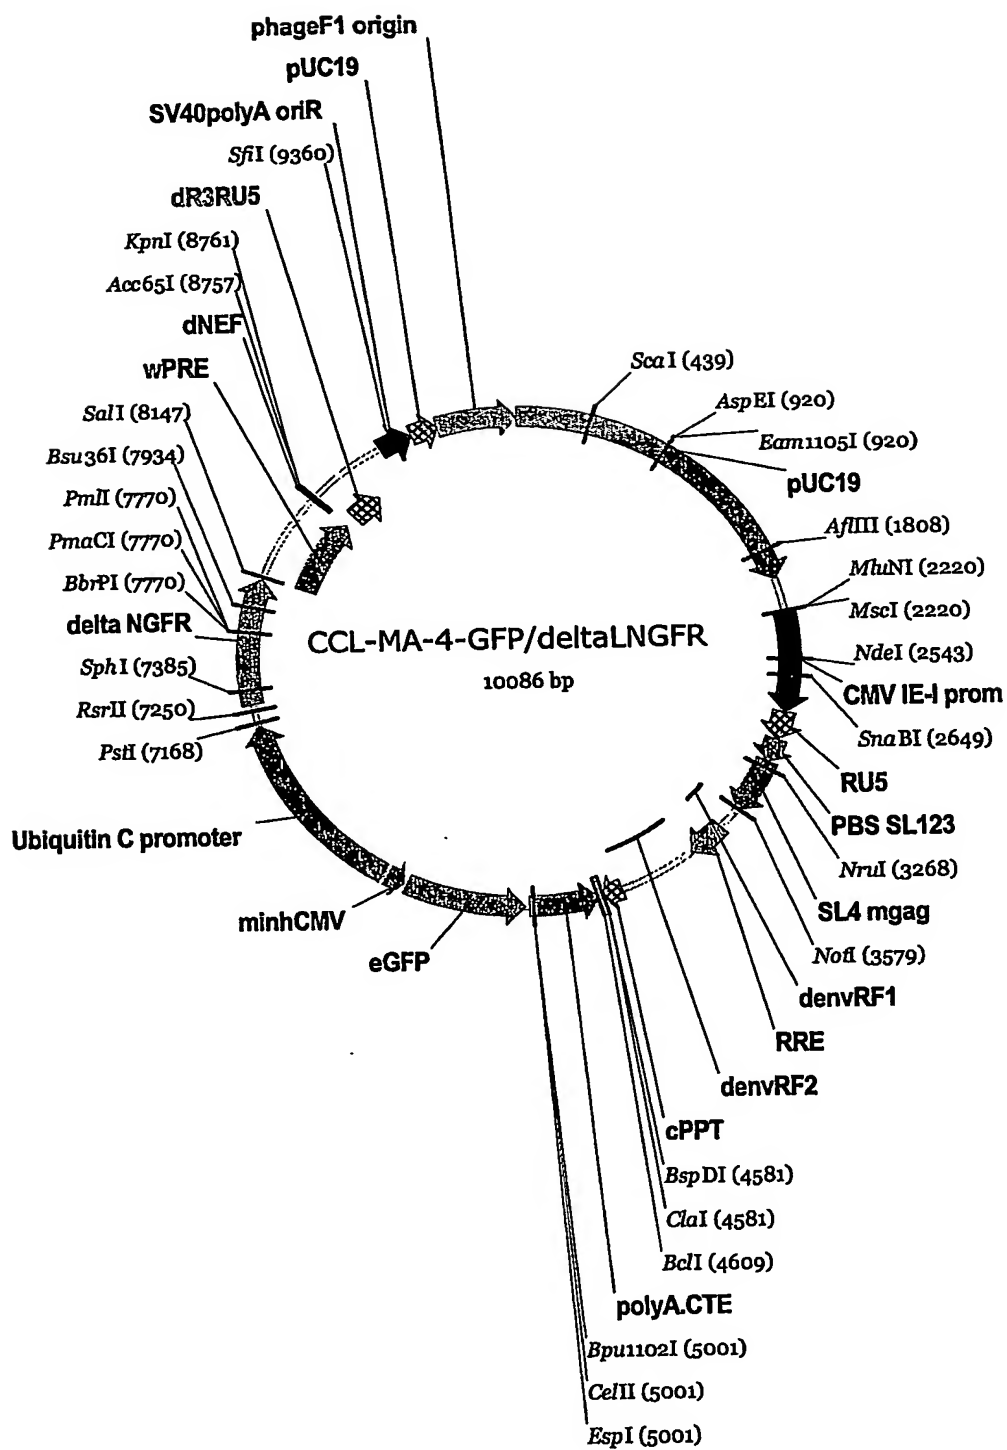 phageF1 origin
pUC19
SV40polyA oriR
SfiI (9360)
dR3RU5
KpnI (8761)
Acc65I (8757)
dNEF
wPRE
SalI (8147)
Bsu36I (7934)
PmlI (7770)
PmaCI (7770)
BbrPI (7770)
delta NGFR
SphI (7385)
RsrII (7250)
PstI (7168)
Ubiquitin C promoter
minhCMV
eGFP
ScaI (439)
AspEI (920)
Eam1105I (920)
pUC19
AflIII (1808)
MluNI (2220)
MscI (2220)
NdeI (2543)
CMV IE-I prom
SnaBI (2649)
RU5
PBS SL123
NruI (3268)
SL4 mgag
NotI (3579)
denvRF1
RRE
denvRF2
cPPT
BspDI (4581)
ClaI (4581)
BclI (4609)
polyA.CTE
Bpu1102I (5001)
CelII (5001)
EspI (5001)
CCL-MA-4-GFP/deltaLNGFR
10086 bp